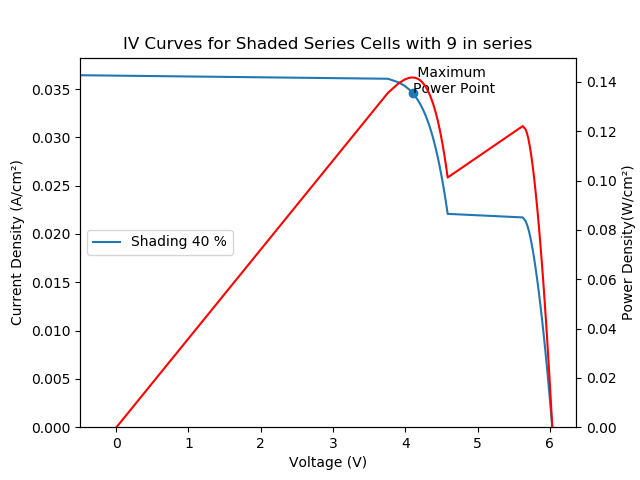 IV Curves for Shaded Series Cells with 9 in series
Maximum
Power Point
Shading 40 %
Current Density (A/cm²)
0.035
0.030
0.025
0.020
0.015
0.010
0.005
0.000
0.14
0.12
0.10
0.08
0.06
0.04
0.02
0.00
Power Density(W/cm²)
0 1 2 3 4 5 6
Voltage (V)